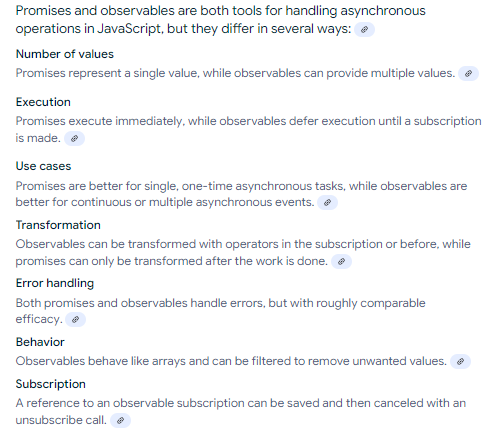 Promises and observables are both tools for handling asynchronous
operations in JavaScript, but they differ in several ways:
Number of values
Promises represent a single value, while observables can provide multiple values.
Execution
Promises execute immediately, while observables defer execution until a subscription
is made.
Use cases
Promises are better for single, one-time asynchronous tasks, while observables are
better for continuous or multiple asynchronous events.
Transformation
Observables can be transformed with operators in the subscription or before, while
promises can only be transformed after the work is done.
Error handling
Both promises and observables handle errors, but with roughly comparable
efficacy.
Behavior
Observables behave like arrays and can be filtered to remove unwanted values.
Subscription
A reference to an observable subscription can be saved and then canceled with an
unsubscribe call.